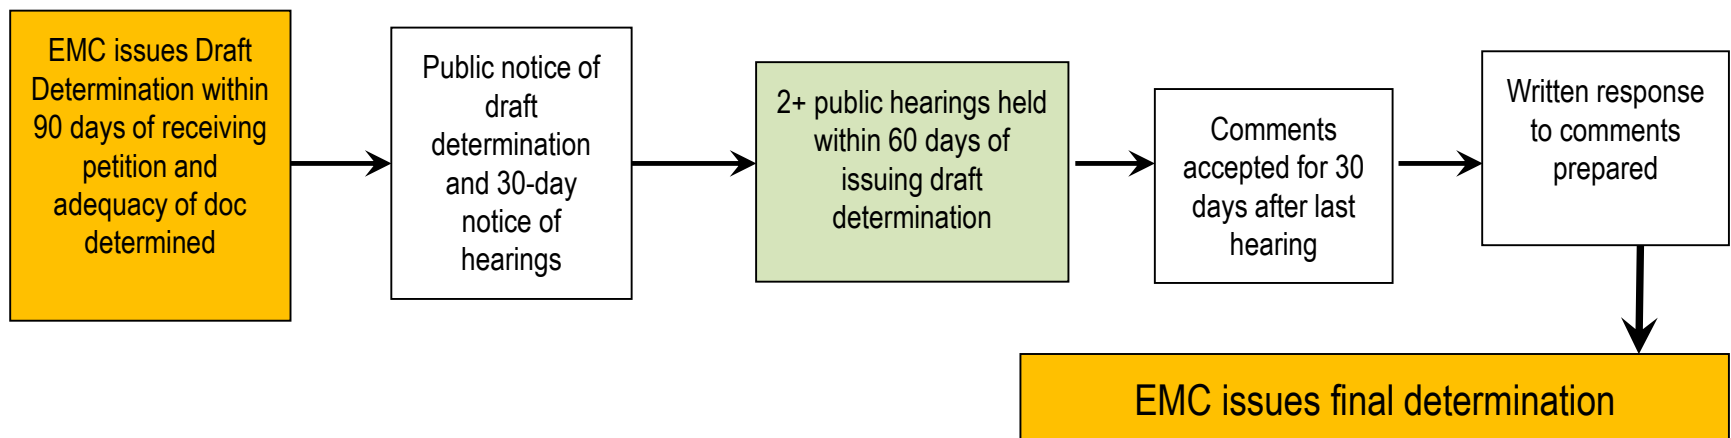 EMC issues Draft
Determination within
90 days of receiving
petition and
adequacy of doc
determined
Public notice of
draft
determination
and 30-day
notice of
hearings
2+ public hearings held
within 60 days of
issuing draft
determination
Comments
accepted for 30
days after last
hearing
Written response
to comments
prepared
EMC issues final determination